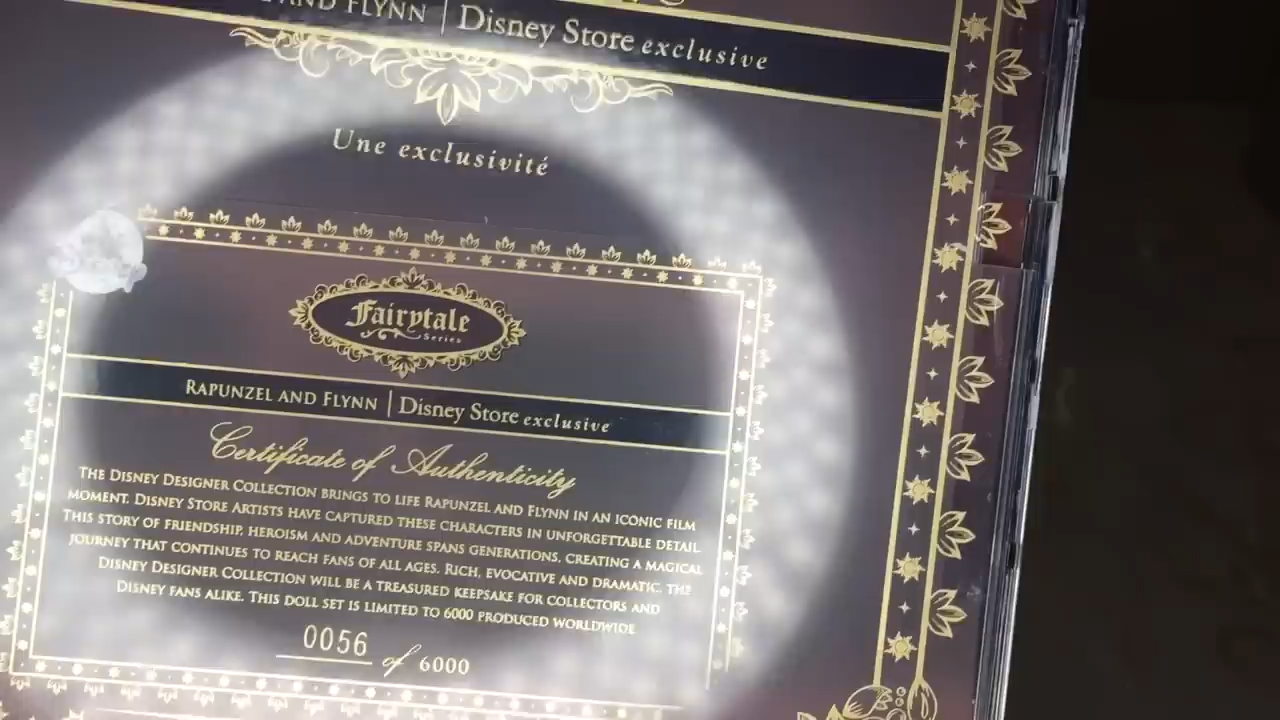 AND FLYNN | Disney Store exclusive
Une exclusivité
Fairytale
Series
RAPUNZEL AND FLYNN | Disney Store exclusive
Certificate of Authenticity
THE DISNEY DESIGNER COLLECTION BRINGS TO LIFE RAPUNZEL AND FLYNN IN AN ICONIC FILM
MOMENT. DISNEY STORE ARTISTS HAVE CAPTURED THESE CHARACTERS IN UNFORGETTABLE DETAIL.
THIS STORY OF FRIENDSHIP, HEROISM AND ADVENTURE SPANS GENERATIONS, CREATING A MAGICAL
JOURNEY THAT CONTINUES TO REACH FANS OF ALL AGES. RICH, EVOCATIVE AND DRAMATIC, THE
DISNEY DESIGNER COLLECTION WILL BE A TREASURED KEEPSAKE FOR COLLECTORS AND
DISNEY FANS ALIKE. THIS DOLL SET IS LIMITED TO 6000 PRODUCED WORLDWIDE
0056 of 6000